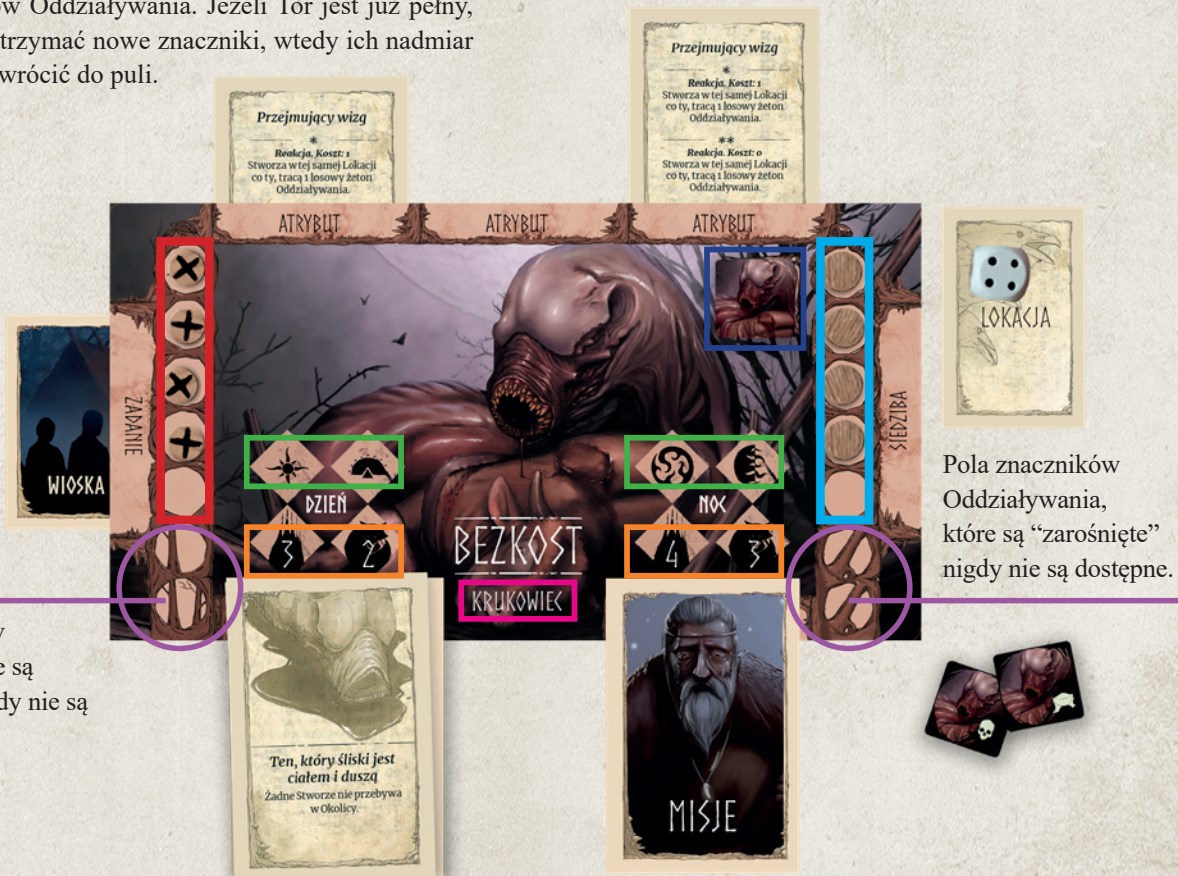 ów Oddziaływania. Jeżeli Tor jest już pełny,
trzymać nowe znaczniki, wtedy ich nadmiar
wrócić do puli.
Przejmujący wizg
*
Reakcja. Koszt: 1
Stworza w tej samej Lokacji
co ty, tracą 1 losowy żeton
Oddziaływania.
Przejmujący wizg
*
Reakcja. Koszt: 1
Stworza w tej samej Lokacji
co ty, tracą 1 losowy żeton
Oddziaływania.
**
Reakcja. Koszt: 0
Stworza w tej samej Lokacji
co ty, tracą 1 losowy żeton
Oddziaływania.
ATRYBUT
ATRYBUT
ATRYBUT
ZADANIE
SIEDZIBA
WIOSKA
LOKACJA
DZIEŃ
NOC
3 2
4 3
BEZKOST
KRUKOWIEC
Pola znaczników
Oddziaływania,
które są “zarośnięte”
nigdy nie są dostępne.
y
e są
dy nie są
Ten, który śliski jest
ciałem i duszą
Żadne Stworze nie przebywa
w Okolicy.
MISJE